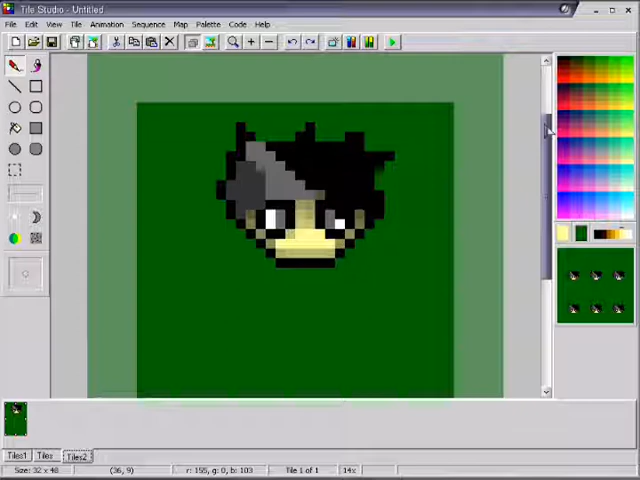 Tile Studio - Untitled
File Edit View Tile Animation Sequence Map Palette Code Help
Tiles1 Tiles Tiles2
Size: 32 x 48 (36, 9) r: 155, g: 0, b: 103 Tile 1 of 1 14x